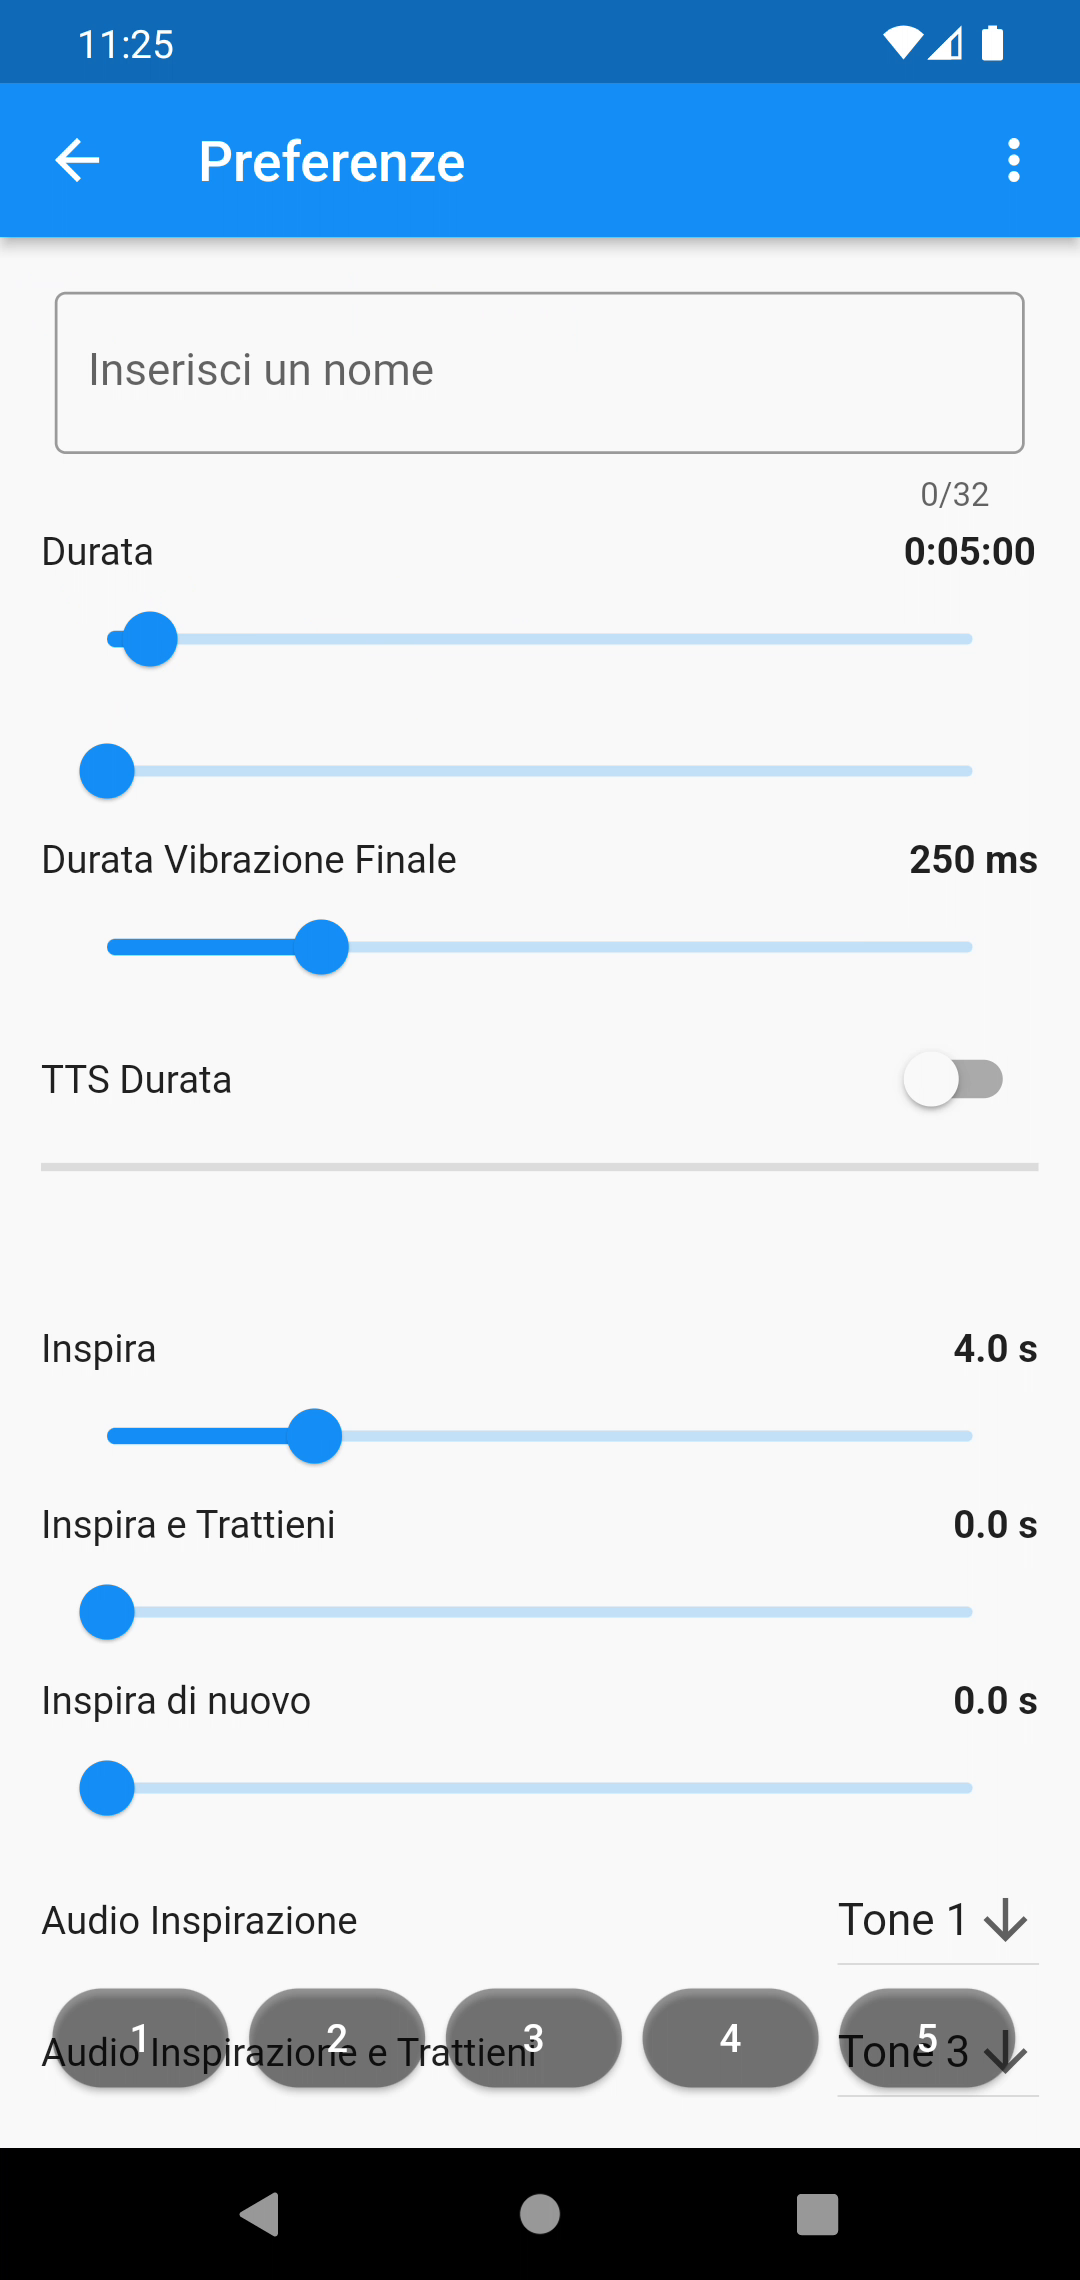 11:25
Preferenze
Inserisci un nome
0/32
Durata 0:05:00
Durata Vibrazione Finale 250 ms
TTS Durata
Inspira 4.0 s
Inspira e Trattieni 0.0 s
Inspira di nuovo 0.0 s
Audio Inspirazione Tone 1
1 2 3 4 5
Audio Inspirazione e Trattieni Tone 3